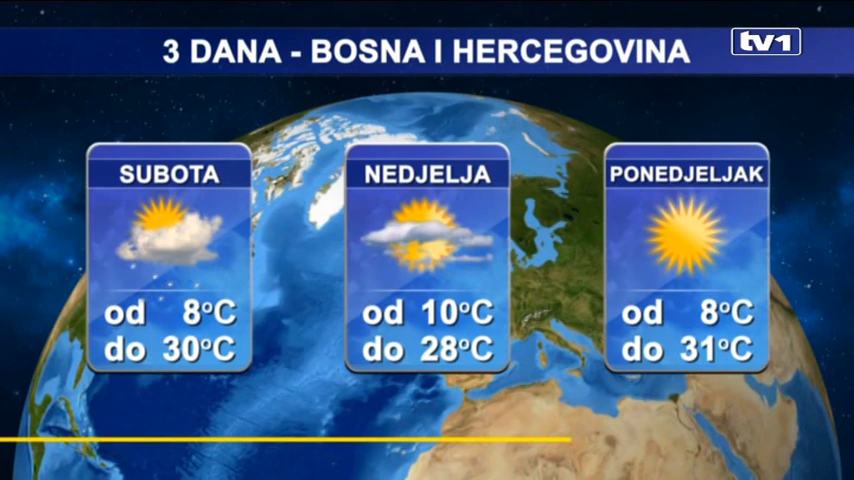 3 DANA - BOSNA I HERCEGOVINA
tv1
SUBOTA
od 8°C
do 30°C
NEDJELJA
od 10°C
do 28°C
PONEDJELJAK
od 8°C
do 31°C